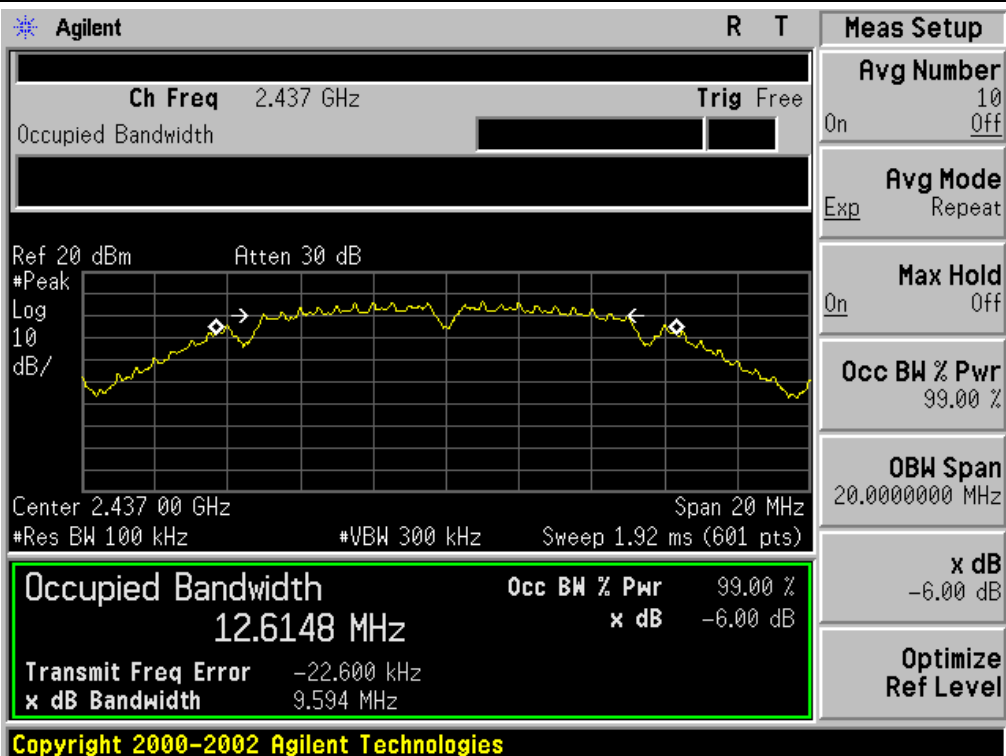 Agilent R T
Ch Freq 2.437 GHz Trig Free
Occupied Bandwidth
Ref 20 dBm Atten 30 dB
#Peak
Log
10
dB/
Center 2.437 00 GHz Span 20 MHz
#Res BW 100 kHz #VBW 300 kHz Sweep 1.92 ms (601 pts)
Occupied Bandwidth Occ BW % Pwr 99.00 %
12.6148 MHz x dB -6.00 dB
Transmit Freq Error -22.600 kHz
x dB Bandwidth 9.594 MHz
Copyright 2000-2002 Agilent Technologies
Meas Setup
Avg Number
10
On Off
Avg Mode
Exp Repeat
Max Hold
On Off
Occ BW % Pwr
99.00 %
OBW Span
20.0000000 MHz
x dB
-6.00 dB
Optimize
Ref Level